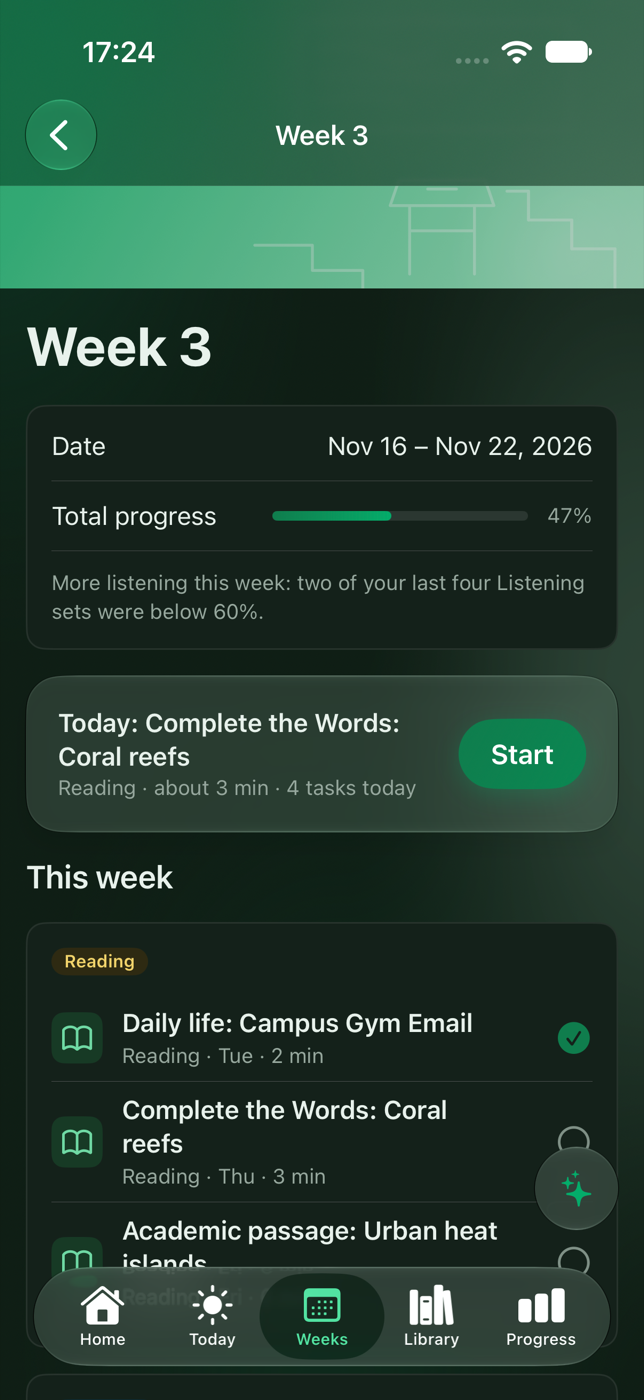 17:24
Week 3
Week 3
Date
Nov 16 – Nov 22, 2026
Total progress
47%
More listening this week: two of your last four Listening
sets were below 60%.
Today: Complete the Words:
Coral reefs
Reading · about 3 min · 4 tasks today
Start
This week
Reading
Daily life: Campus Gym Email
Reading · Tue · 2 min
Complete the Words: Coral
reefs
Reading · Thu · 3 min
Academic passage: Urban heat
islands
Reading
Home
Today
Weeks
Library
Progress